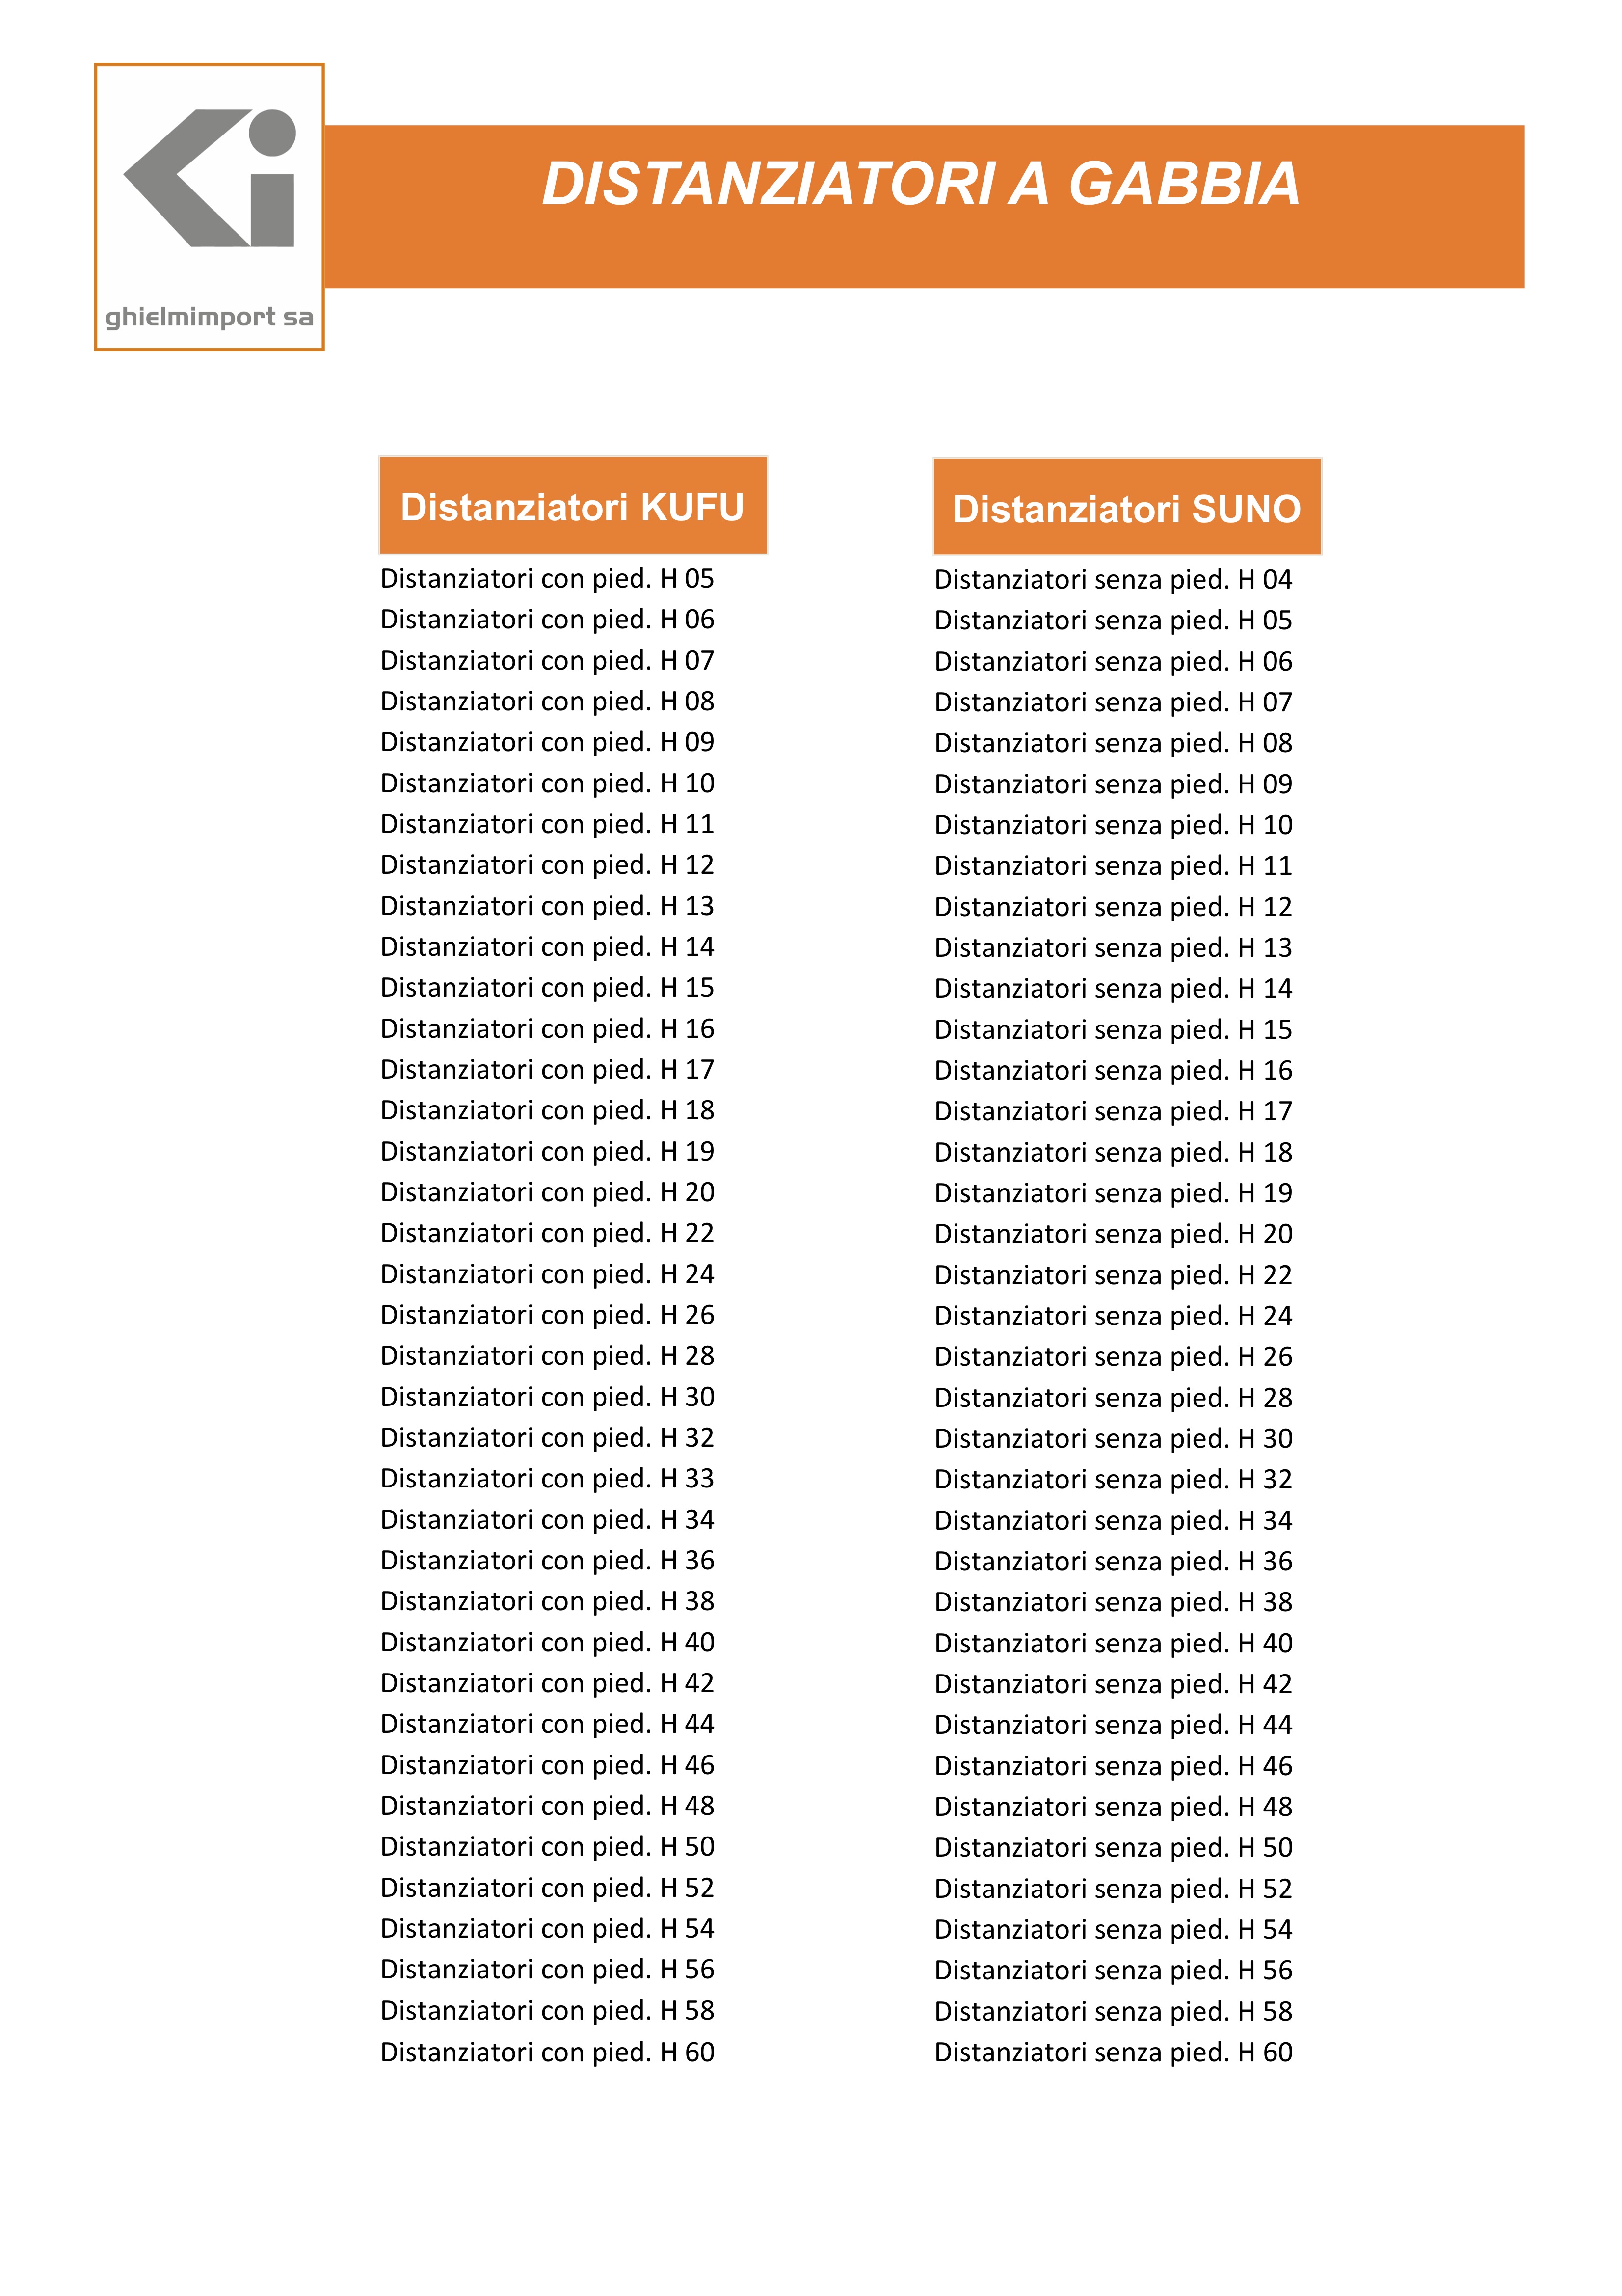 DISTANZIATORI A GABBIA
ghielmimport sa
Distanziatori KUFU
Distanziatori con pied. H 05
Distanziatori con pied. H 06
Distanziatori con pied. H 07
Distanziatori con pied. H 08
Distanziatori con pied. H 09
Distanziatori con pied. H 10
Distanziatori con pied. H 11
Distanziatori con pied. H 12
Distanziatori con pied. H 13
Distanziatori con pied. H 14
Distanziatori con pied. H 15
Distanziatori con pied. H 16
Distanziatori con pied. H 17
Distanziatori con pied. H 18
Distanziatori con pied. H 19
Distanziatori con pied. H 20
Distanziatori con pied. H 22
Distanziatori con pied. H 24
Distanziatori con pied. H 26
Distanziatori con pied. H 28
Distanziatori con pied. H 30
Distanziatori con pied. H 32
Distanziatori con pied. H 33
Distanziatori con pied. H 34
Distanziatori con pied. H 36
Distanziatori con pied. H 38
Distanziatori con pied. H 40
Distanziatori con pied. H 42
Distanziatori con pied. H 44
Distanziatori con pied. H 46
Distanziatori con pied. H 48
Distanziatori con pied. H 50
Distanziatori con pied. H 52
Distanziatori con pied. H 54
Distanziatori con pied. H 56
Distanziatori con pied. H 58
Distanziatori con pied. H 60
Distanziatori SUNO
Distanziatori senza pied. H 04
Distanziatori senza pied. H 05
Distanziatori senza pied. H 06
Distanziatori senza pied. H 07
Distanziatori senza pied. H 08
Distanziatori senza pied. H 09
Distanziatori senza pied. H 10
Distanziatori senza pied. H 11
Distanziatori senza pied. H 12
Distanziatori senza pied. H 13
Distanziatori senza pied. H 14
Distanziatori senza pied. H 15
Distanziatori senza pied. H 16
Distanziatori senza pied. H 17
Distanziatori senza pied. H 18
Distanziatori senza pied. H 19
Distanziatori senza pied. H 20
Distanziatori senza pied. H 22
Distanziatori senza pied. H 24
Distanziatori senza pied. H 26
Distanziatori senza pied. H 28
Distanziatori senza pied. H 30
Distanziatori senza pied. H 32
Distanziatori senza pied. H 34
Distanziatori senza pied. H 36
Distanziatori senza pied. H 38
Distanziatori senza pied. H 40
Distanziatori senza pied. H 42
Distanziatori senza pied. H 44
Distanziatori senza pied. H 46
Distanziatori senza pied. H 48
Distanziatori senza pied. H 50
Distanziatori senza pied. H 52
Distanziatori senza pied. H 54
Distanziatori senza pied. H 56
Distanziatori senza pied. H 58
Distanziatori senza pied. H 60